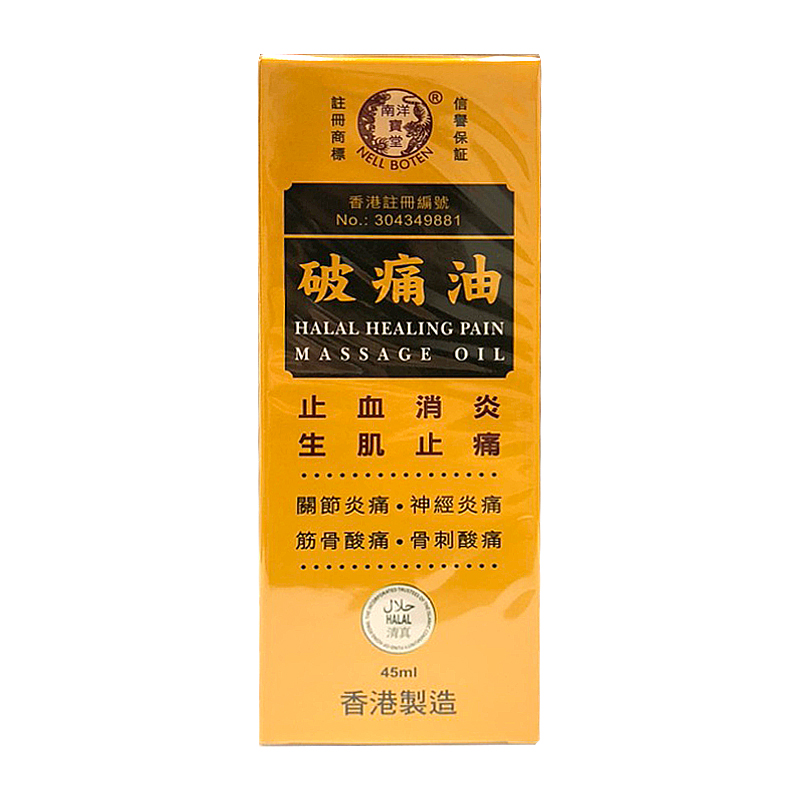 註冊商標
南洋
寶
堂
NELL BOTEN
®
信譽保証
香港註冊編號
No.: 304349881
破痛油
HALAL HEALING PAIN
MASSAGE OIL
止血消炎
生肌止痛
關節炎痛•神經炎痛
筋骨酸痛•骨刺酸痛
حلال
HALAL
清真
45ml
香港製造